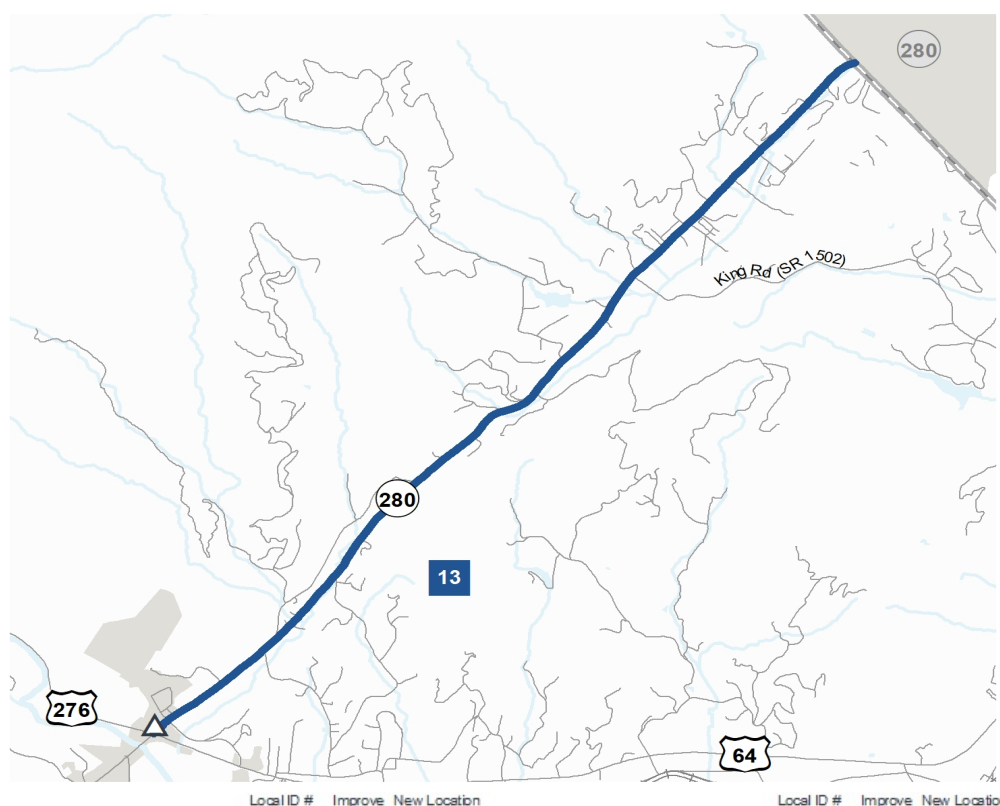 280
King Rd (SR 1502)
280
13
276
64
Local ID # Improve New Location
Local ID # Improve New Locatio